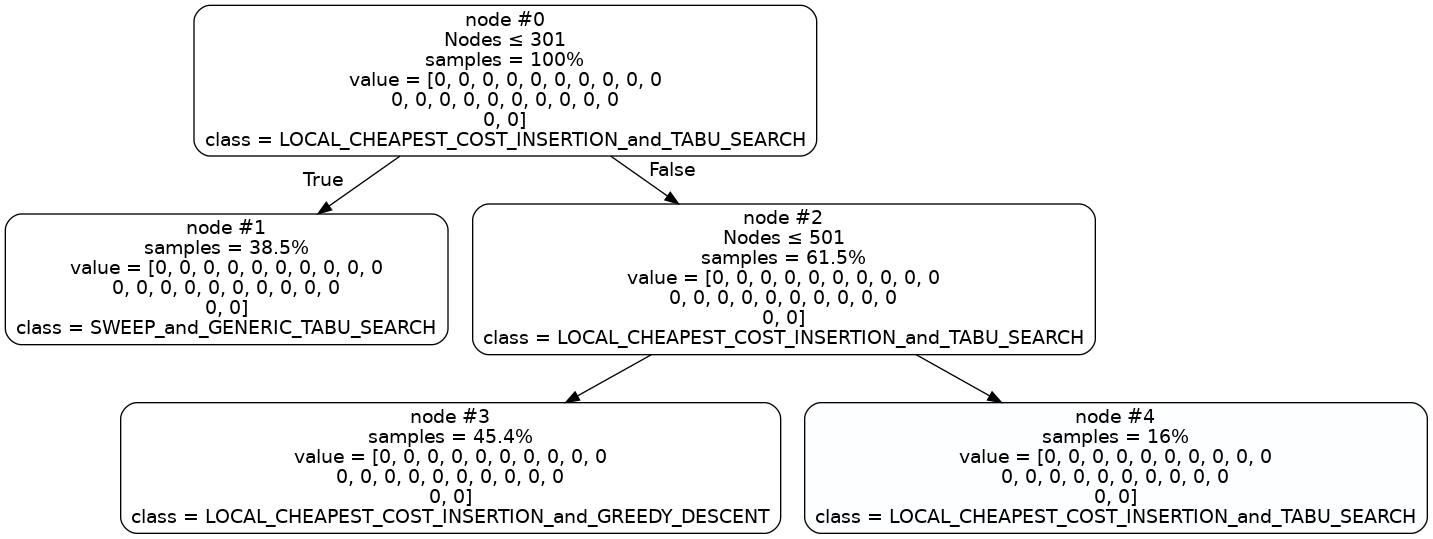 node #0
Nodes ≤ 301
samples = 100%
value = [0, 0, 0, 0, 0, 0, 0, 0, 0, 0
0, 0, 0, 0, 0, 0, 0, 0, 0, 0
0, 0]
class = LOCAL_CHEAPEST_COST_INSERTION_and_TABU_SEARCH
True
False
node #1
samples = 38.5%
value = [0, 0, 0, 0, 0, 0, 0, 0, 0, 0
0, 0, 0, 0, 0, 0, 0, 0, 0, 0
0, 0]
class = SWEEP_and_GENERIC_TABU_SEARCH
node #2
Nodes ≤ 501
samples = 61.5%
value = [0, 0, 0, 0, 0, 0, 0, 0, 0, 0
0, 0, 0, 0, 0, 0, 0, 0, 0, 0
0, 0]
class = LOCAL_CHEAPEST_COST_INSERTION_and_TABU_SEARCH
node #3
samples = 45.4%
value = [0, 0, 0, 0, 0, 0, 0, 0, 0, 0
0, 0, 0, 0, 0, 0, 0, 0, 0, 0
0, 0]
class = LOCAL_CHEAPEST_COST_INSERTION_and_GREEDY_DESCENT
node #4
samples = 16%
value = [0, 0, 0, 0, 0, 0, 0, 0, 0, 0
0, 0, 0, 0, 0, 0, 0, 0, 0, 0
0, 0]
class = LOCAL_CHEAPEST_COST_INSERTION_and_TABU_SEARCH